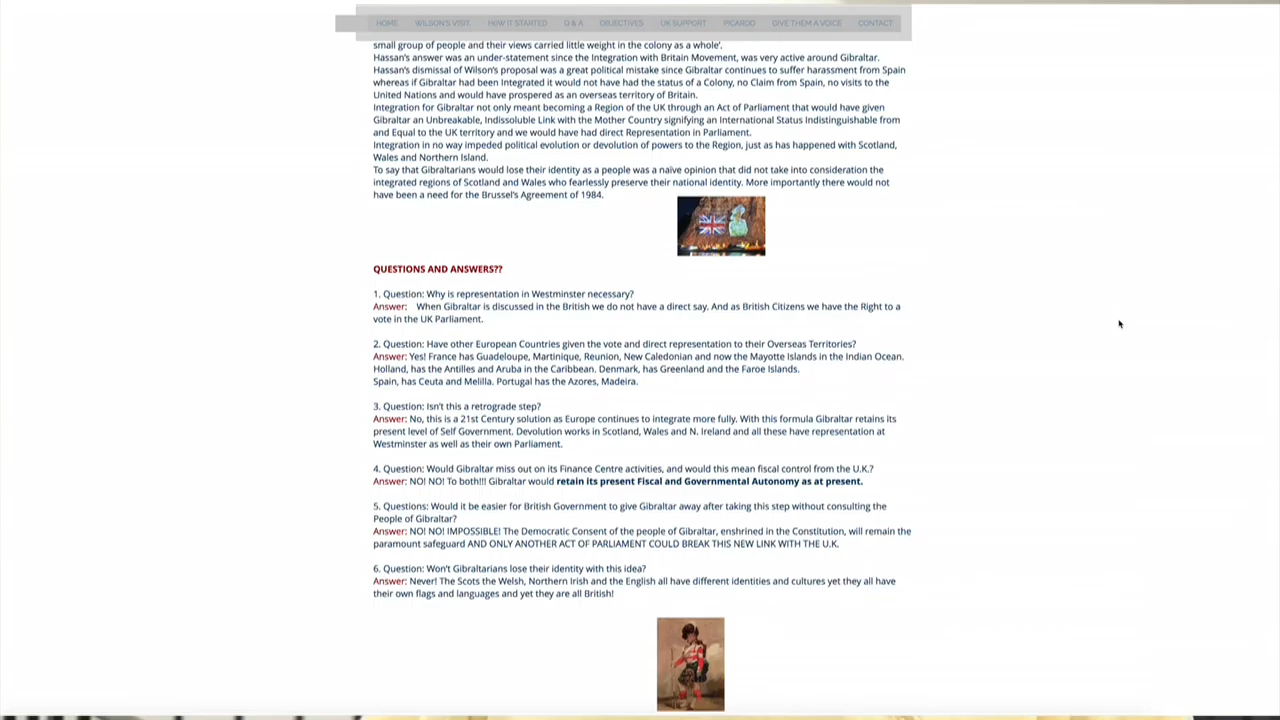 HOME WILSON'S VISIT HOW IT STARTED Q & A OBJECTIVES UK SUPPORT PICARDO GIVE THEM A VOICE CONTACT
small group of people and their views carried little weight in the colony as a whole'.
Hassan's answer was an under-statement since the Integration with Britain Movement, was very active around Gibraltar.
Hassan's dismissal of Wilson's proposal was a great political mistake since Gibraltar continues to suffer harassment from Spain
whereas if Gibraltar had been Integrated it would not have had the status of a Colony, no Claim from Spain, no visits to the
United Nations and would have prospered as an overseas territory of Britain.
Integration for Gibraltar not only meant becoming a Region of the UK through an Act of Parliament that would have given
Gibraltar an Unbreakable, Indissoluble Link with the Mother Country signifying an International Status Indistinguishable from
and Equal to the UK territory and we would have had direct Representation in Parliament.
Integration in no way impeded political evolution or devolution of powers to the Region, just as has happened with Scotland,
Wales and Northern Island.
To say that Gibraltarians would lose their identity as a people was a naïve opinion that did not take into consideration the
integrated regions of Scotland and Wales who fearlessly preserve their national identity. More importantly there would not
have been a need for the Brussel's Agreement of 1984.
QUESTIONS AND ANSWERS??
1. Question: Why is representation in Westminster necessary?
Answer: When Gibraltar is discussed in the British we do not have a direct say. And as British Citizens we have the Right to a
vote in the UK Parliament.
2. Question: Have other European Countries given the vote and direct representation to their Overseas Territories?
Answer: Yes! France has Guadeloupe, Martinique, Reunion, New Caledonian and now the Mayotte Islands in the Indian Ocean.
Holland, has the Antilles and Aruba in the Caribbean. Denmark, has Greenland and the Faroe Islands.
Spain, has Ceuta and Melilla. Portugal has the Azores, Madeira.
3. Question: Isn't this a retrograde step?
Answer: No, this is a 21st Century solution as Europe continues to integrate more fully. With this formula Gibraltar retains its
present level of Self Government. Devolution works in Scotland, Wales and N. Ireland and all these have representation at
Westminster as well as their own Parliament.
4. Question: Would Gibraltar miss out on its Finance Centre activities, and would this mean fiscal control from the U.K.?
Answer: NO! NO! To both!!! Gibraltar would retain its present Fiscal and Governmental Autonomy as at present.
5. Questions: Would it be easier for British Government to give Gibraltar away after taking this step without consulting the
People of Gibraltar?
Answer: NO! NO! IMPOSSIBLE! The Democratic Consent of the people of Gibraltar, enshrined in the Constitution, will remain the
paramount safeguard AND ONLY ANOTHER ACT OF PARLIAMENT COULD BREAK THIS NEW LINK WITH THE U.K.
6. Question: Won't Gibraltarians lose their identity with this idea?
Answer: Never! The Scots the Welsh, Northern Irish and the English all have different identities and cultures yet they all have
their own flags and languages and yet they are all British!